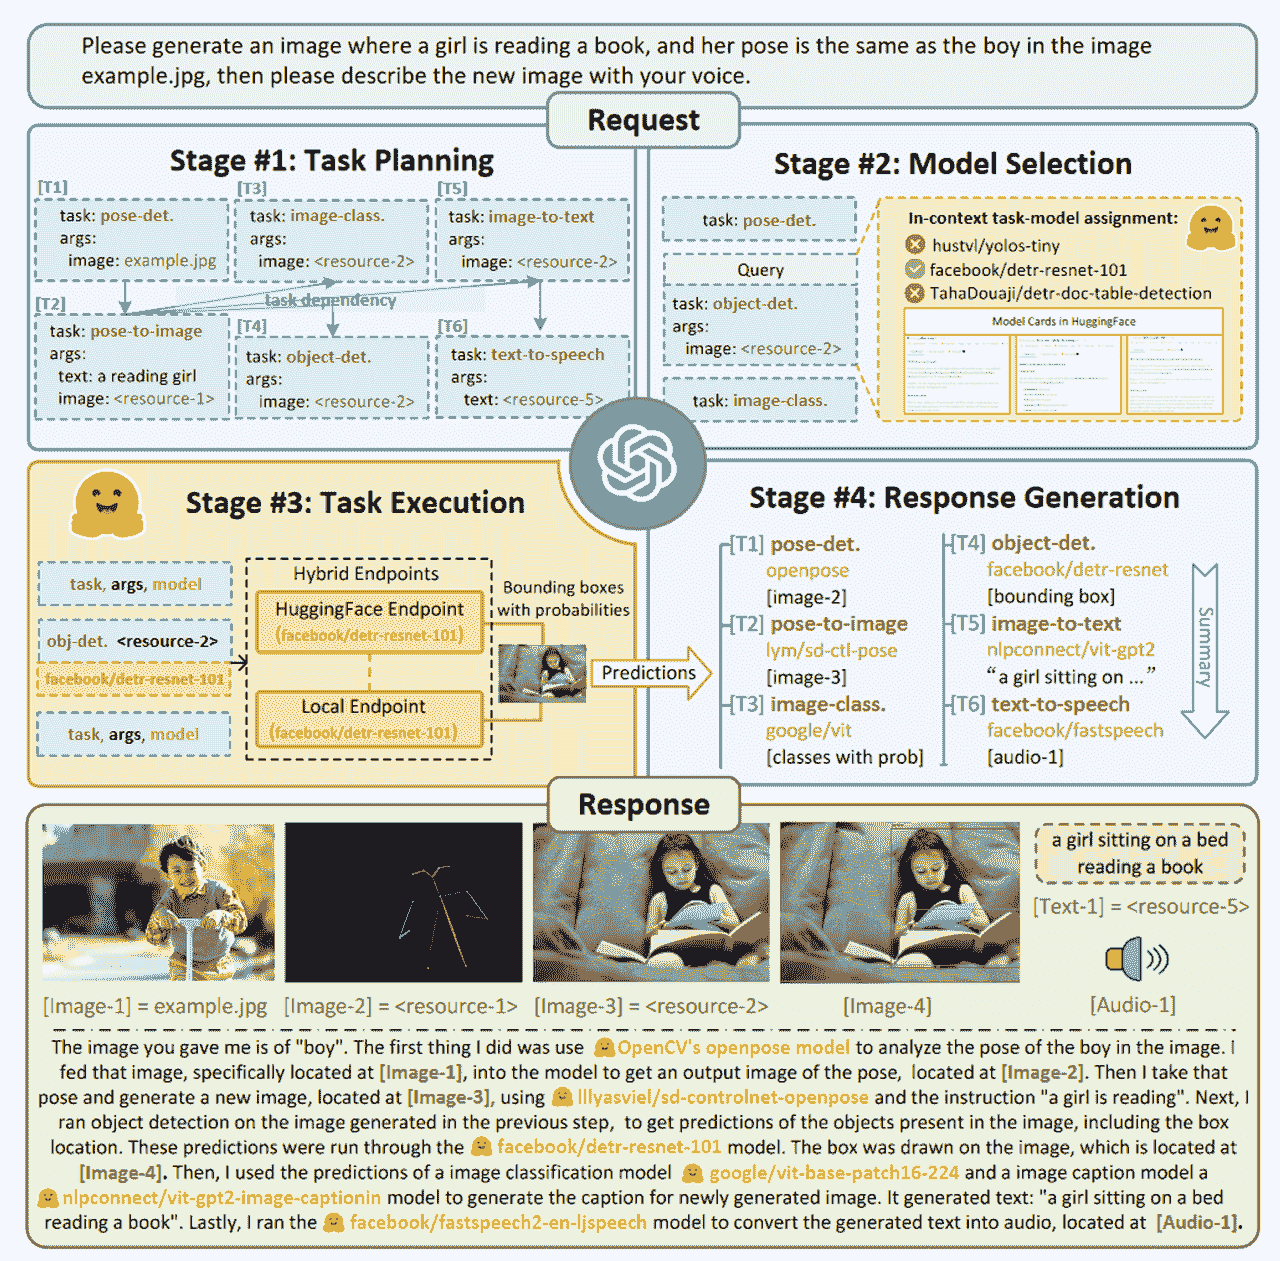 Please generate an image where a girl is reading a book, and her pose is the same as the boy in the image
example.jpg, then please describe the new image with your voice.
Request
Stage #1: Task Planning
[T1]
task: pose-det.
args:
image: example.jpg
[T3]
task: image-class.
args:
image: <resource-2>
[T5]
task: image-to-text
args:
image: <resource-2>
task dependency
[T2]
task: pose-to-image
args:
text: a reading girl
image: <resource-1>
[T4]
task: object-det.
args:
image: <resource-2>
[T6]
task: text-to-speech
args:
text: <resource-5>
Stage #2: Model Selection
task: pose-det.
Query
task: object-det.
args:
image: <resource-2>
task: image-class.
In-context task-model assignment:
hustvl/yolos-tiny
facebook/detr-resnet-101
TahaDouaji/detr-doc-table-detection
Model Cards in HuggingFace
Stage #3: Task Execution
task, args, model
obj-det. <resource-2>
facebook/detr-resnet-101
task, args, model
Hybrid Endpoints
HuggingFace Endpoint
(facebook/detr-resnet-101)
Local Endpoint
(facebook/detr-resnet-101)
Bounding boxes
with probabilities
Predictions
Stage #4: Response Generation
[T1] pose-det.
openpose
[image-2]
[T2] pose-to-image
lym/sd-ctl-pose
[image-3]
[T3] image-class.
google/vit
[classes with prob]
[T4] object-det.
facebook/detr-resnet
[bounding box]
[T5] image-to-text
nlpconnect/vit-gpt2
“a girl sitting on ...”
[T6] text-to-speech
facebook/fastspeech
[audio-1]
Summary
Response
a girl sitting on a bed
reading a book
[Text-1] = <resource-5>
[Image-1] = example.jpg
[Image-2] = <resource-1>
[Image-3] = <resource-2>
[Image-4]
[Audio-1]
The image you gave me is of "boy". The first thing I did was use OpenCV's openpose model to analyze the pose of the boy in the image. I
fed that image, specifically located at [Image-1], into the model to get an output image of the pose, located at [Image-2]. Then I take that
pose and generate a new image, located at [Image-3], using lllyasviel/sd-controlnet-openpose and the instruction "a girl is reading". Next, I
ran object detection on the image generated in the previous step, to get predictions of the objects present in the image, including the box
location. These predictions were run through the facebook/detr-resnet-101 model. The box was drawn on the image, which is located at
[Image-4]. Then, I used the predictions of a image classification model google/vit-base-patch16-224 and a image caption model a
nlpconnect/vit-gpt2-image-captionin model to generate the caption for newly generated image. It generated text: "a girl sitting on a bed
reading a book". Lastly, I ran the facebook/fastspeech2-en-ljspeech model to convert the generated text into audio, located at [Audio-1].